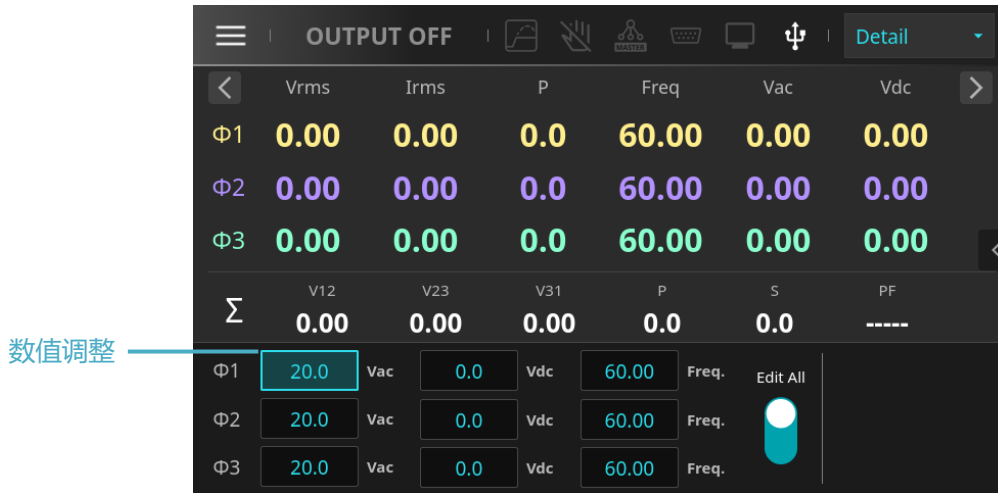 OUTPUT OFF MASTER Detail
Vrms Irms P Freq Vac Vdc
Φ1 0.00 0.00 0.0 60.00 0.00 0.00
Φ2 0.00 0.00 0.0 60.00 0.00 0.00
Φ3 0.00 0.00 0.0 60.00 0.00 0.00
V12 V23 V31 P S PF
Σ 0.00 0.00 0.00 0.0 0.0 -----
数值调整
Φ1 20.0 Vac 0.0 Vdc 60.00 Freq. Edit All
Φ2 20.0 Vac 0.0 Vdc 60.00 Freq.
Φ3 20.0 Vac 0.0 Vdc 60.00 Freq.